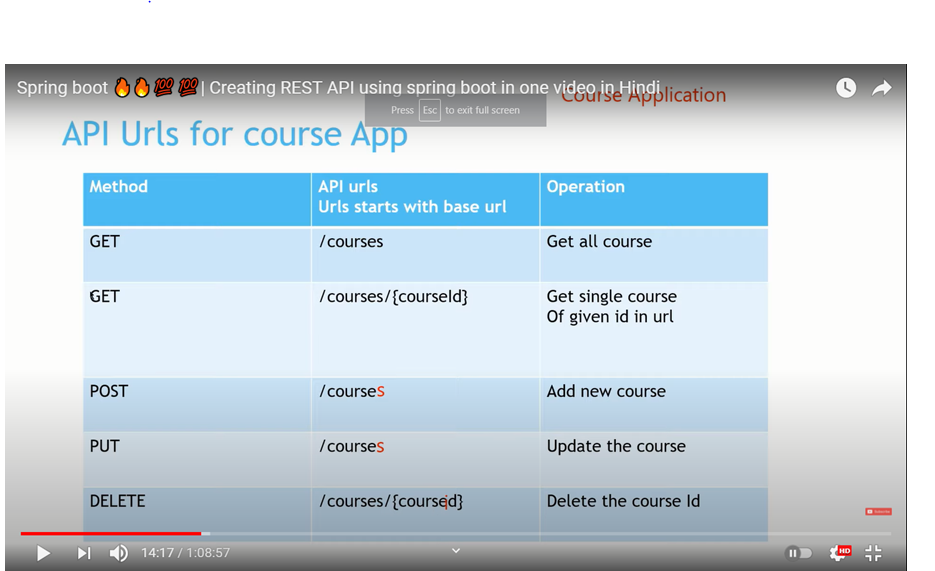 Spring boot 🔥🔥💯💯| Creating REST API using spring boot in one video in Hindi
Course Application
Press Esc to exit full screen
API Urls for course App
Method API urls Operation
Urls starts with base url
GET /courses Get all course
GET /courses/{courseId} Get single course
Of given id in url
POST /courses Add new course
PUT /courses Update the course
DELETE /courses/{coursed} Delete the course Id
14:17 / 1:08:57
HD